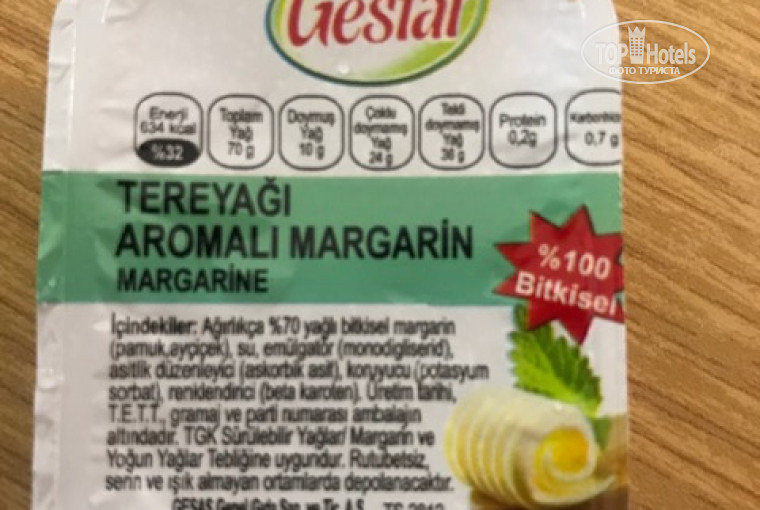 Gestaf
TOP Hotels
ФОТО ТУРИСТА
Enerji 634 kcal %32
Toplam Yağ 70 g
Doymuş Yağ 10 g
Çoklu doymamış Yağ 24 g
Tekli doymamış Yağ 36 g
Protein 0,2g
0,7 g
TEREYAĞI
AROMALI MARGARİN
MARGARINE
%100
Bitkisel
İçindekiler: Ağırlıkça %70 yağlı bitkisel margarin
(pamuk,ayçiçek), su, emülgatör (monodigliserid),
asitlik düzenleyici (askorbik asit), koruyucu (potasyum
sorbat), renklendirici (beta karoten). Üretim tarihi,
T.E.T.T., gramaj ve parti numarası ambalajın
altındadır. TGK Sürülebilir Yağlar/ Margarin ve
Yoğun Yağlar Tebliğine uygundur. Rutubetsiz,
serin ve ışık almayan ortamlarda depolanacaktır.